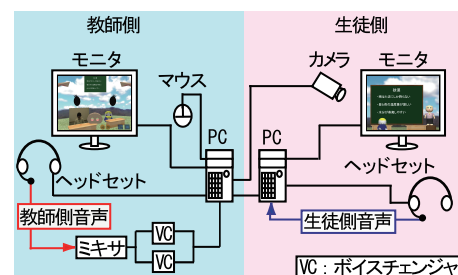 教師側
生徒側
モニタ
マウス
カメラ
モニタ
PC
PC
ヘッドセット
ヘッドセット
教師側音声
生徒側音声
ミキサ
VC
VC
VC：ボイスチェンジャ